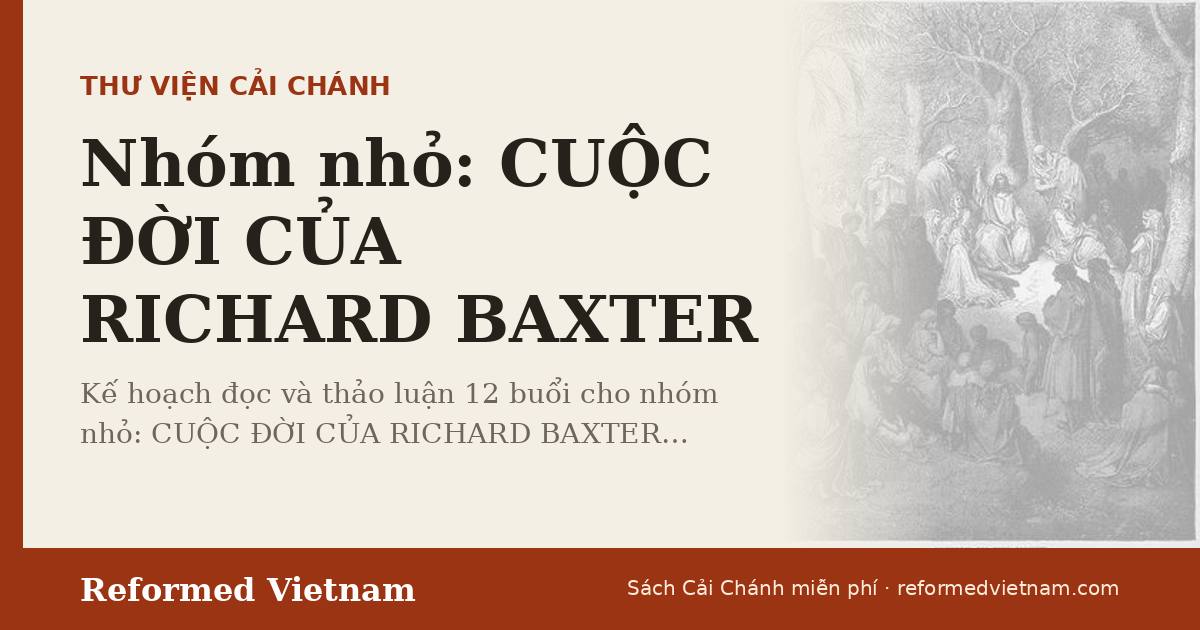 THƯ VIỆN CẢI CHÁNH
Nhóm nhỏ: CUỘC
ĐỜI CỦA
RICHARD BAXTER
Kế hoạch đọc và thảo luận 12 buổi cho nhóm
nhỏ: CUỘC ĐỜI CỦA RICHARD BAXTER…
Reformed Vietnam
Sách Cải Chánh miễn phí · reformedvietnam.com